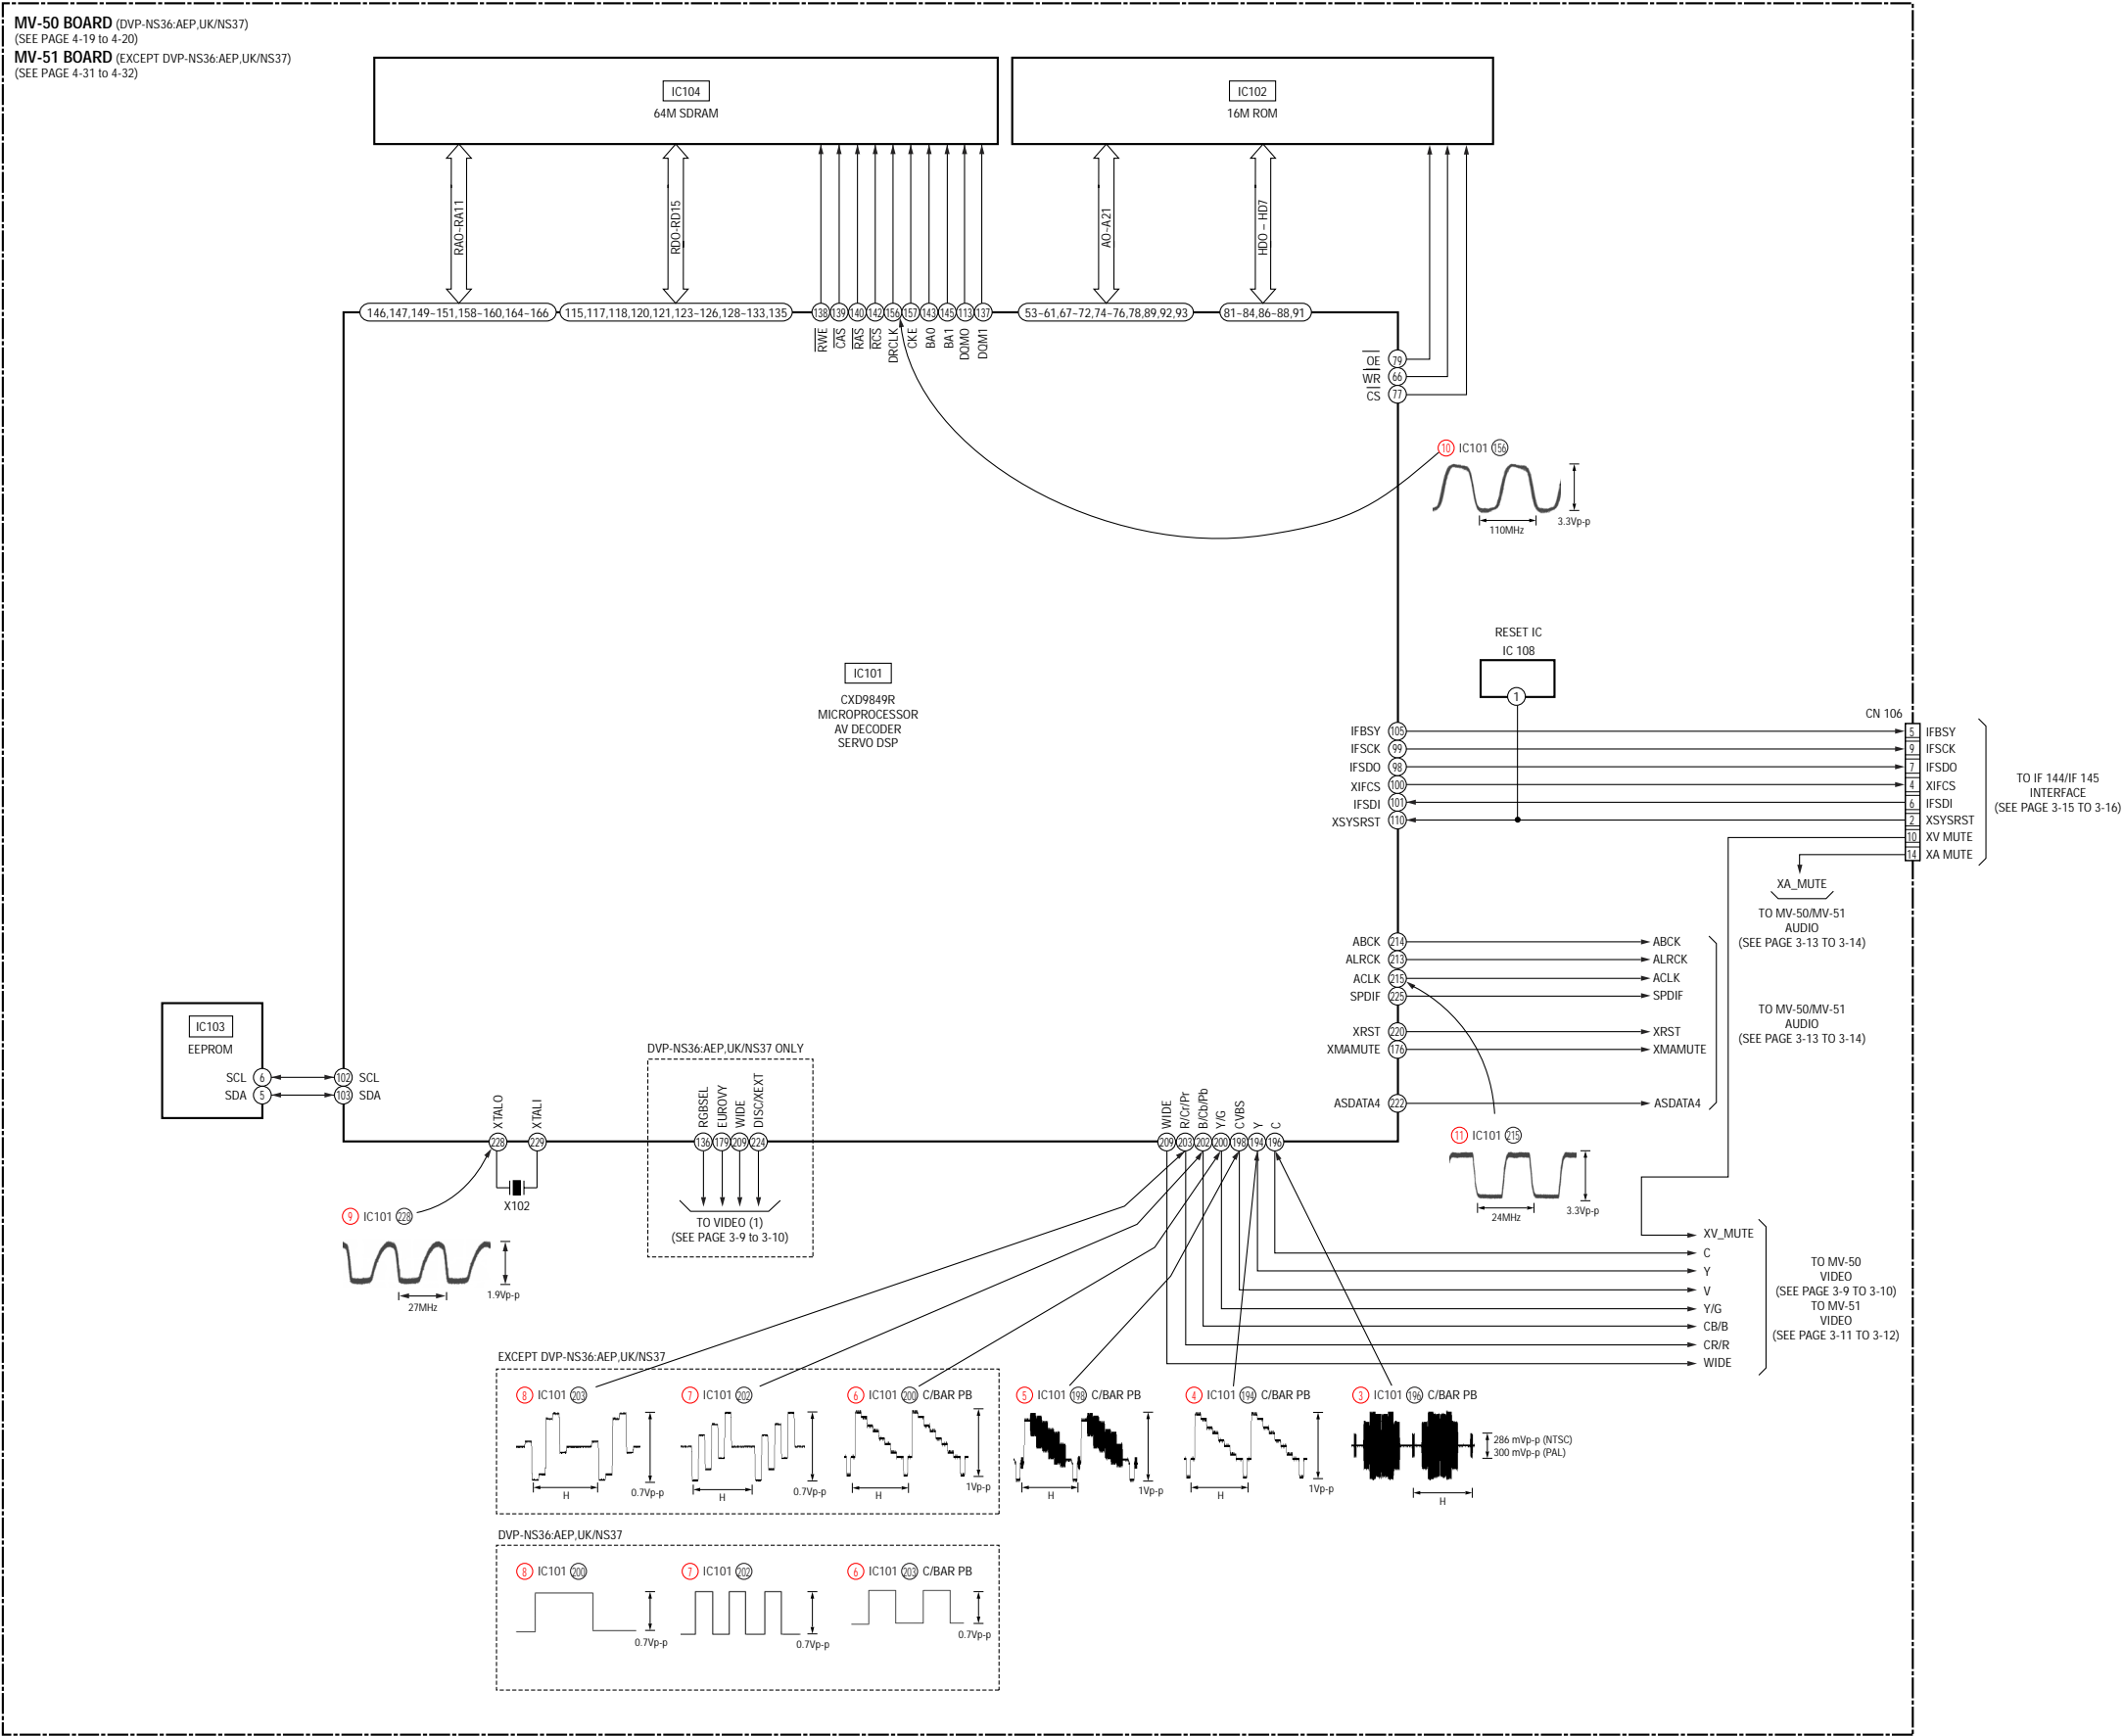 MV-50 BOARD (DVP-NS36:AEP,UK/NS37)
(SEE PAGE 4-19 to 4-20)
MV-51 BOARD (EXCEPT DVP-NS36:AEP,UK/NS37)
(SEE PAGE 4-31 to 4-32)
IC104
64M SDRAM
IC102
16M ROM
RAO~RA11
RDO-RD15
AO~A21
HDO – HD7
146,147,149~151,158~160,164~166
115,117,118,120,121,123~126,128~133,135
138
139
140
142
156
157
143
145
113
137
53~61,67~72,74~76,78,89,92,93
81~84,86~88,91
RWE
CAS
RAS
RCS
DRCLK
CKE
BA0
BA1
DQM0
DQM1
OE 79
WR 66
CS 77
10 IC101 156
110MHz
3.3Vp-p
RESET IC
IC 108
1
IC101
CXD9849R
MICROPROCESSOR
AV DECODER
SERVO DSP
CN 106
IFBSY 105
5 IFBSY
IFSCK 99
9 IFSCK
IFSDO 98
7 IFSDO
XIFCS 100
4 XIFCS
IFSDI 101
6 IFSDI
XSYSRST 110
2 XSYSRST
10 XV MUTE
14 XA MUTE
TO IF 144/IF 145
INTERFACE
(SEE PAGE 3-15 TO 3-16)
XA_MUTE
TO MV-50/MV-51
AUDIO
(SEE PAGE 3-13 TO 3-14)
ABCK 214 ABCK
ALRCK 213 ALRCK
ACLK 215 ACLK
SPDIF 225 SPDIF
XRST 220 XRST
XMAMUTE 176 XMAMUTE
ASDATA4 222 ASDATA4
TO MV-50/MV-51
AUDIO
(SEE PAGE 3-13 TO 3-14)
IC103
EEPROM
SCL 6 102 SCL
SDA 5 103 SDA
XTALO
XTALI
228
229
X102
9 IC101 228
27MHz
1.9Vp-p
DVP-NS36:AEP,UK/NS37 ONLY
RGBSEL
EUROVY
WIDE
DISC/XEXT
136
179
209
224
TO VIDEO (1)
(SEE PAGE 3-9 to 3-10)
WIDE
R/Cr/Pr
B/Cb/Pb
Y/G
CVBS
Y
C
209
203
202
200
198
194
196
11 IC101 215
24MHz
3.3Vp-p
XV_MUTE
C
Y
V
Y/G
CB/B
CR/R
WIDE
TO MV-50
VIDEO
(SEE PAGE 3-9 TO 3-10)
TO MV-51
VIDEO
(SEE PAGE 3-11 TO 3-12)
EXCEPT DVP-NS36:AEP,UK/NS37
8 IC101 203
H
0.7Vp-p
7 IC101 202
H
0.7Vp-p
6 IC101 200 C/BAR PB
H
1Vp-p
5 IC101 198 C/BAR PB
H
1Vp-p
4 IC101 194 C/BAR PB
H
1Vp-p
3 IC101 196 C/BAR PB
286 mVp-p (NTSC)
300 mVp-p (PAL)
H
DVP-NS36:AEP,UK/NS37
8 IC101 200
0.7Vp-p
7 IC101 202
0.7Vp-p
6 IC101 203 C/BAR PB
0.7Vp-p